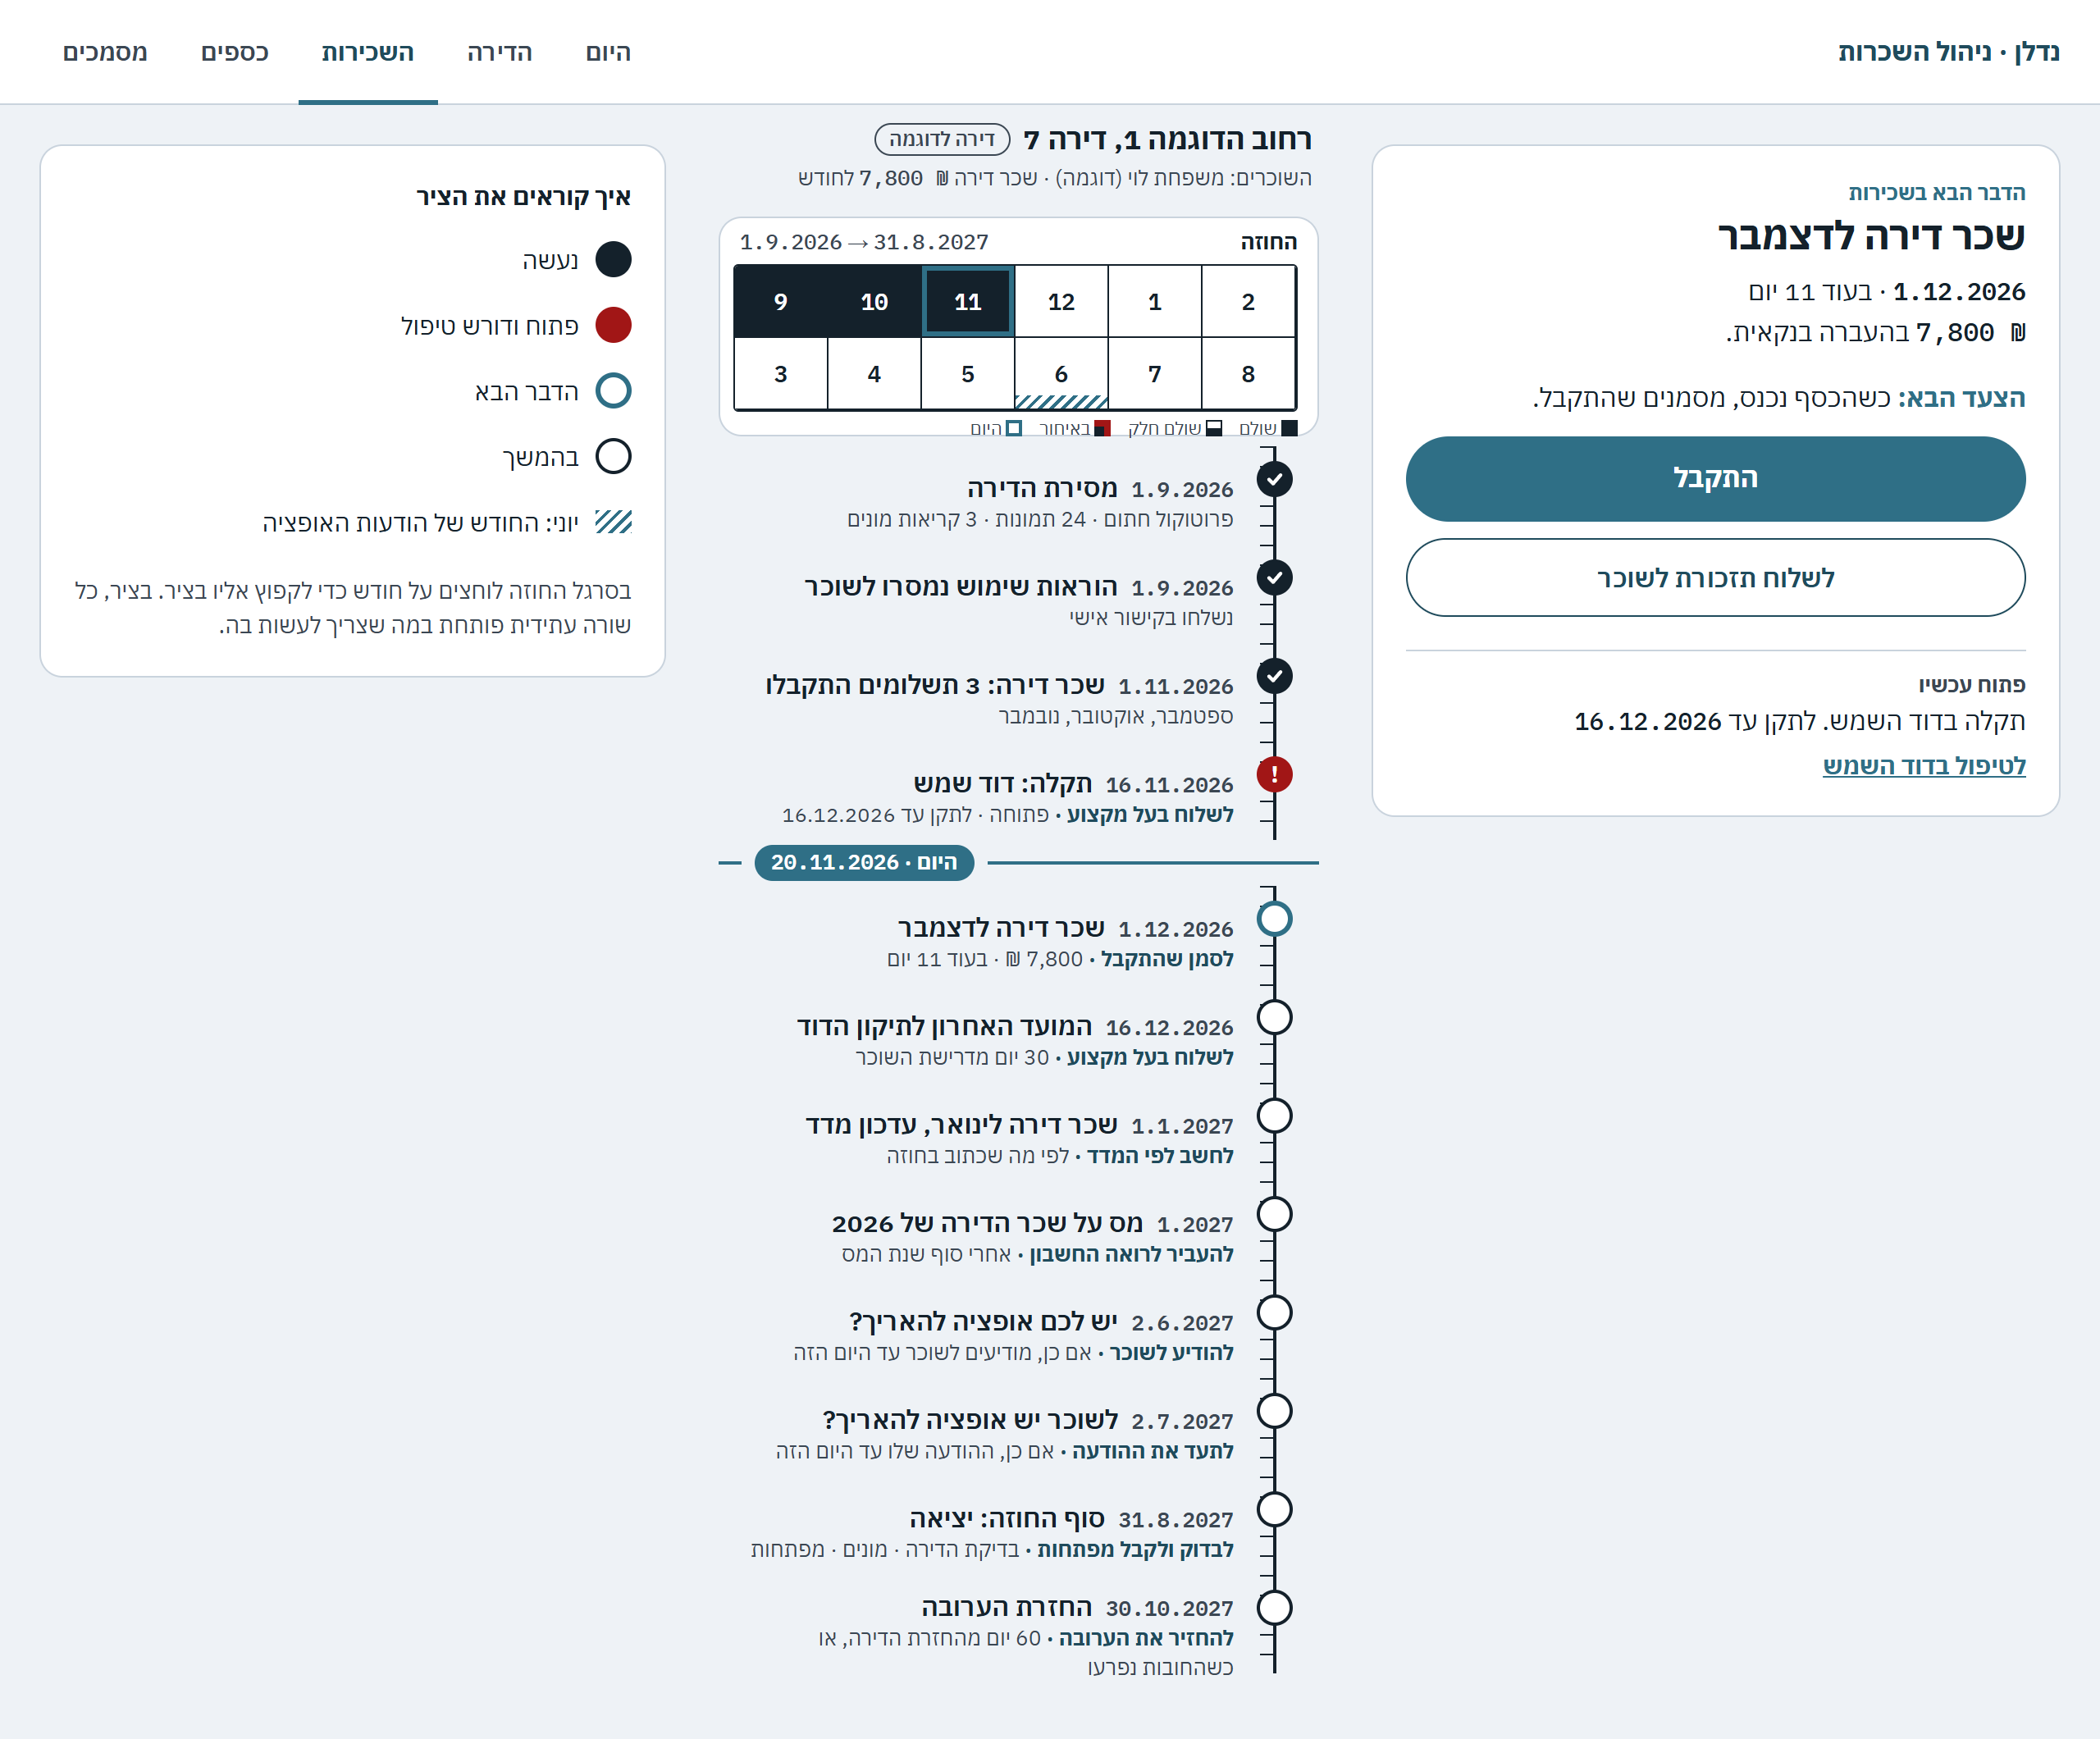 נדלן · ניהול השכרות
היום
הדירה
השכירות
כספים
מסמכים
הדבר הבא בשכירות
שכר דירה לדצמבר
1.12.2026 · בעוד 11 יום
₪ 7,800 בהעברה בנקאית.
הצעד הבא: כשהכסף נכנס, מסמנים שהתקבל.
התקבל
לשלוח תזכורת לשוכר
פתוח עכשיו
תקלה בדוד השמש. לתקן עד 16.12.2026
לטיפול בדוד השמש
רחוב הדוגמה 1, דירה 7 דירה לדוגמה
השוכרים: משפחת לוי (דוגמה) · שכר דירה ₪ 7,800 לחודש
החוזה 1.9.2026 → 31.8.2027
9 10 11 12 1 2
3 4 5 6 7 8
שולם שולם חלק באיחור היום
1.9.2026 מסירת הדירה
פרוטוקול חתום · 24 תמונות · 3 קריאות מונים
1.9.2026 הוראות שימוש נמסרו לשוכר
נשלחו בקישור אישי
1.11.2026 שכר דירה: 3 תשלומים התקבלו
ספטמבר, אוקטובר, נובמבר
! 16.11.2026 תקלה: דוד שמש
לשלוח בעל מקצוע · פתוחה · לתקן עד 16.12.2026
היום · 20.11.2026
1.12.2026 שכר דירה לדצמבר
לסמן שהתקבל · 7,800 ₪ · בעוד 11 יום
16.12.2026 המועד האחרון לתיקון הדוד
לשלוח בעל מקצוע · 30 יום מדרישת השוכר
1.1.2027 שכר דירה לינואר, עדכון מדד
לחשב לפי המדד · לפי מה שכתוב בחוזה
1.2027 מס על שכר הדירה של 2026
להעביר לרואה החשבון · אחרי סוף שנת המס
2.6.2027 יש לכם אופציה להאריך?
להודיע לשוכר · אם כן, מודיעים לשוכר עד היום הזה
2.7.2027 לשוכר יש אופציה להאריך?
לתעד את ההודעה · אם כן, ההודעה שלו עד היום הזה
31.8.2027 סוף החוזה: יציאה
לבדוק ולקבל מפתחות · בדיקת הדירה · מונים · מפתחות
30.10.2027 החזרת הערובה
להחזיר את הערובה · 60 יום מהחזרת הדירה, או
כשהחובות נפרעו
איך קוראים את הציר
נעשה
פתוח ודורש טיפול
הדבר הבא
בהמשך
יוני: החודש של הודעות האופציה
בסרגל החוזה לוחצים על חודש כדי לקפוץ אליו בציר. בציר, כל
שורה עתידית פותחת במה שצריך לעשות בה.